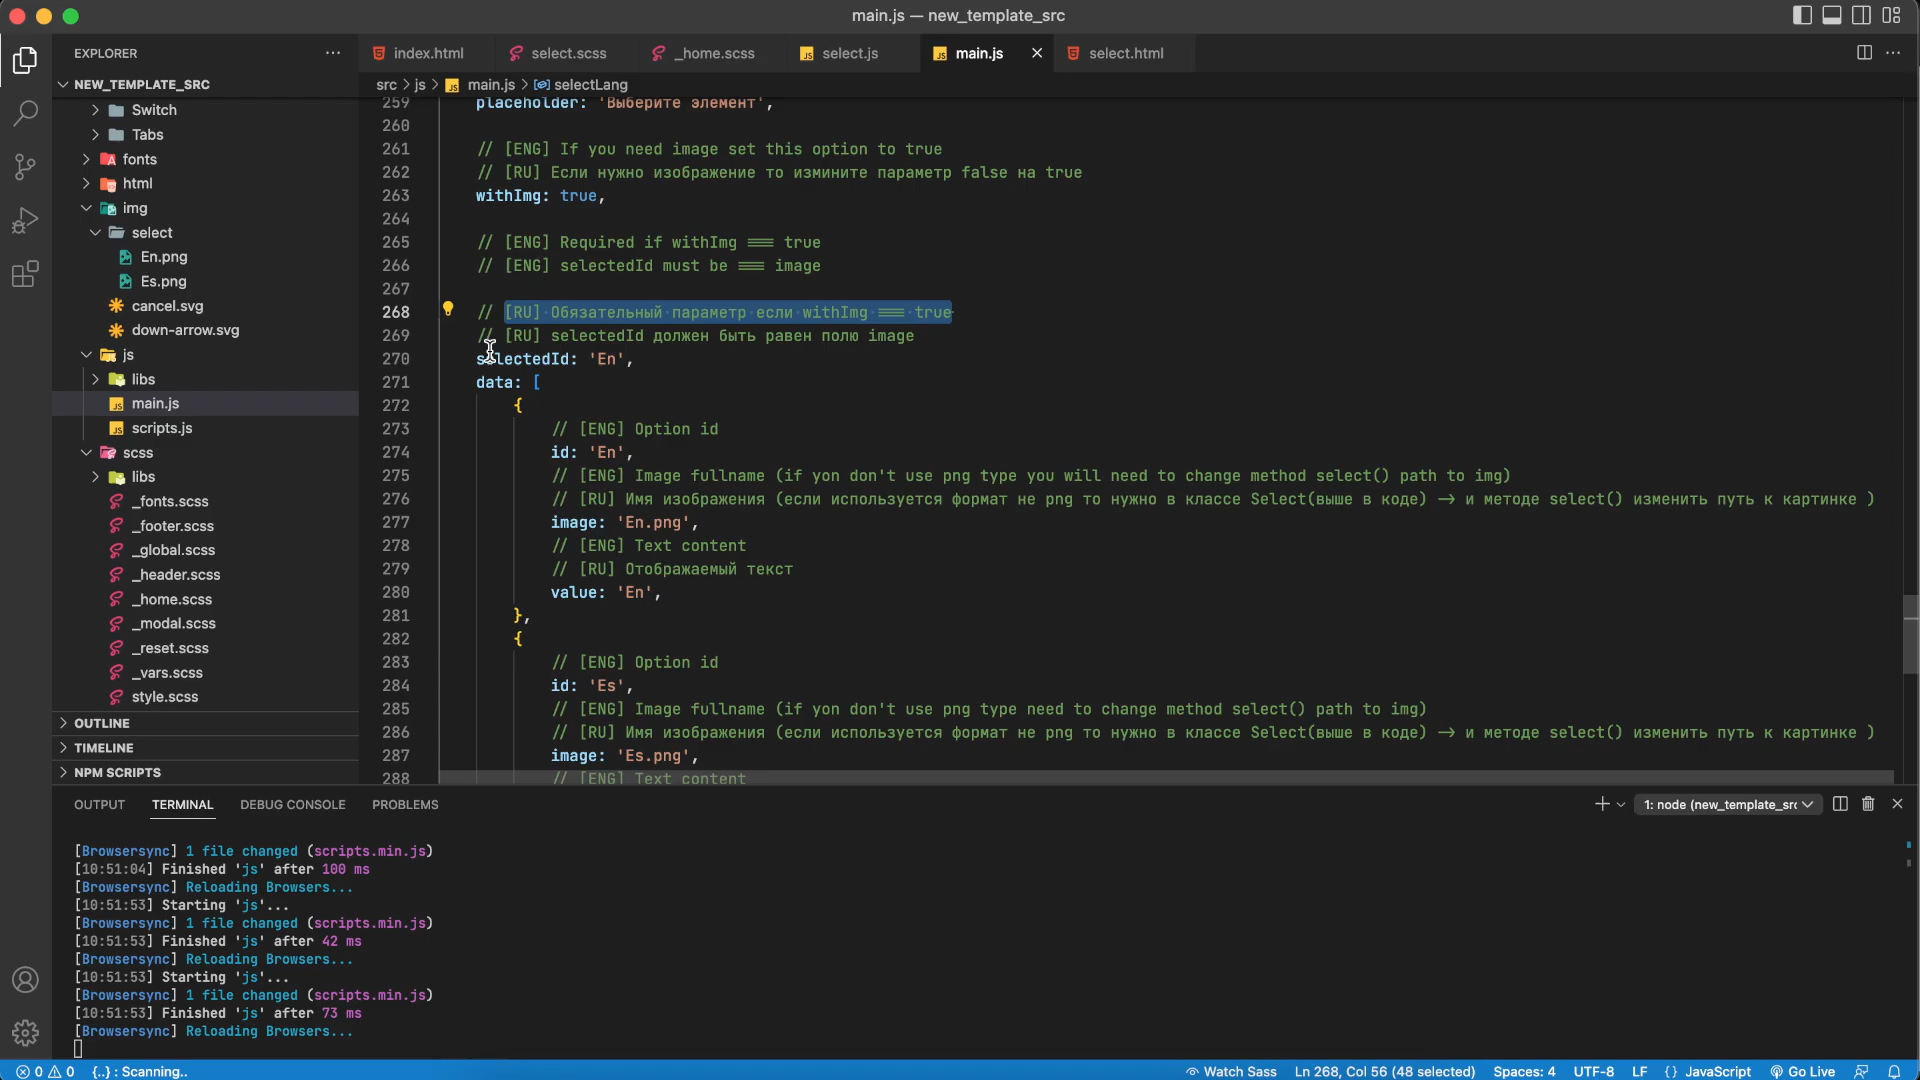 main.js — new_template_src
EXPLORER
NEW_TEMPLATE_SRC
Switch
Tabs
fonts
html
img
select
En.png
Es.png
cancel.svg
down-arrow.svg
js
libs
main.js
scripts.js
scss
libs
_fonts.scss
_footer.scss
_global.scss
_header.scss
_home.scss
_modal.scss
_reset.scss
_vars.scss
style.scss
OUTLINE
TIMELINE
NPM SCRIPTS
index.html select.scss _home.scss select.js main.js select.html
src > js > main.js > selectLang
259 placeholder: 'Выберите элемент',
260
261 // [ENG] If you need image set this option to true
262 // [RU] Если нужно изображение то измините параметр false на true
263 withImg: true,
264
265 // [ENG] Required if withImg === true
266 // [ENG] selectedId must be === image
267
268 // [RU] Обязательный параметр если withImg === true
269 // [RU] selectedId должен быть равен полю image
270 selectedId: 'En',
271 data: [
272 {
273 // [ENG] Option id
274 id: 'En',
275 // [ENG] Image fullname (if yon don't use png type you will need to change method select() path to img)
276 // [RU] Имя изображения (если используется формат не png то нужно в классе Select(выше в коде) -> и методе select() изменить путь к картинке )
277 image: 'En.png',
278 // [ENG] Text content
279 // [RU] Отображаемый текст
280 value: 'En',
281 },
282 {
283 // [ENG] Option id
284 id: 'Es',
285 // [ENG] Image fullname (if yon don't use png type need to change method select() path to img)
286 // [RU] Имя изображения (если используется формат не png то нужно в классе Select(выше в коде) -> и методе select() изменить путь к картинке )
287 image: 'Es.png',
288 // [ENG] Text content
OUTPUT TERMINAL DEBUG CONSOLE PROBLEMS
1: node (new_template_src
[Browsersync] 1 file changed (scripts.min.js)
[10:51:04] Finished 'js' after 100 ms
[Browsersync] Reloading Browsers...
[10:51:53] Starting 'js'...
[Browsersync] 1 file changed (scripts.min.js)
[10:51:53] Finished 'js' after 42 ms
[Browsersync] Reloading Browsers...
[10:51:53] Starting 'js'...
[Browsersync] 1 file changed (scripts.min.js)
[10:51:53] Finished 'js' after 73 ms
[Browsersync] Reloading Browsers...
0 0 {..} : Scanning.. Watch Sass Ln 268, Col 56 (48 selected) Spaces: 4 UTF-8 LF {} JavaScript Go Live